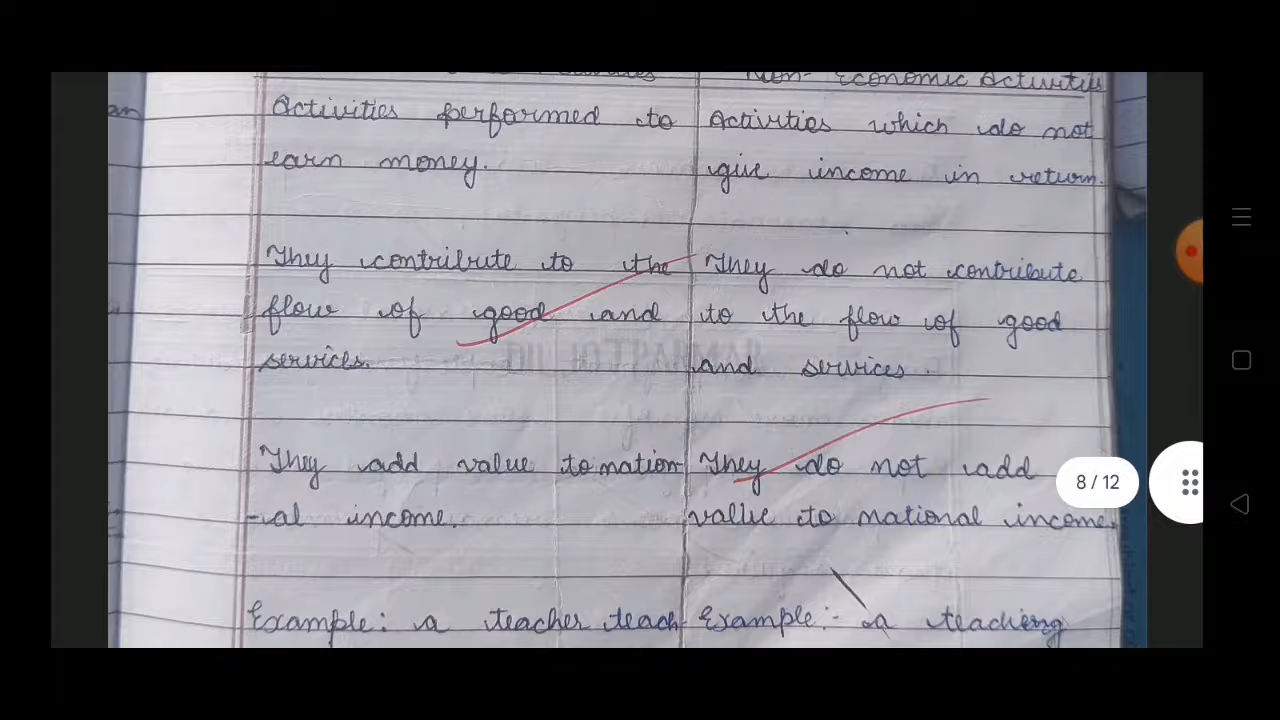 Non- Economic Activities
Activities performed to
earn money.
Activities which do not
give income in return.
They contribute to the
flow of good and
services.
They do not contribute
to the flow of good
and services.
They add value to nation
-al income.
They do not add
value to national income.
Example: a teacher teach-
Example:- a teaching
8 / 12